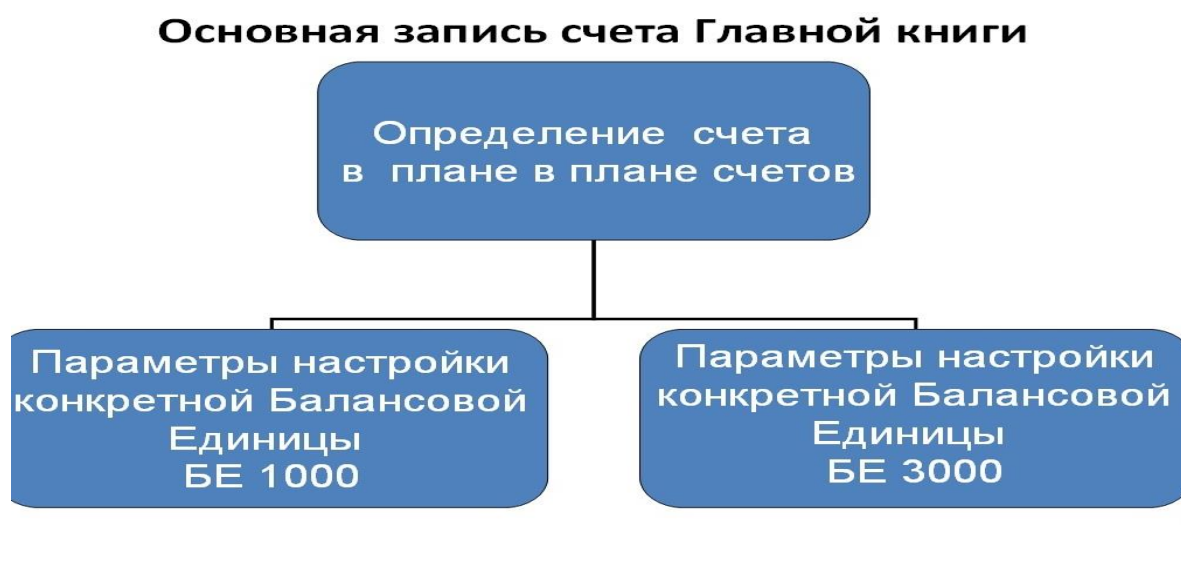 Основная запись счета Главной книги
Определение счета
в плане в плане счетов
Параметры настройки
конкретной Балансовой
Единицы
БЕ 1000
Параметры настройки
конкретной Балансовой
Единицы
БЕ 3000